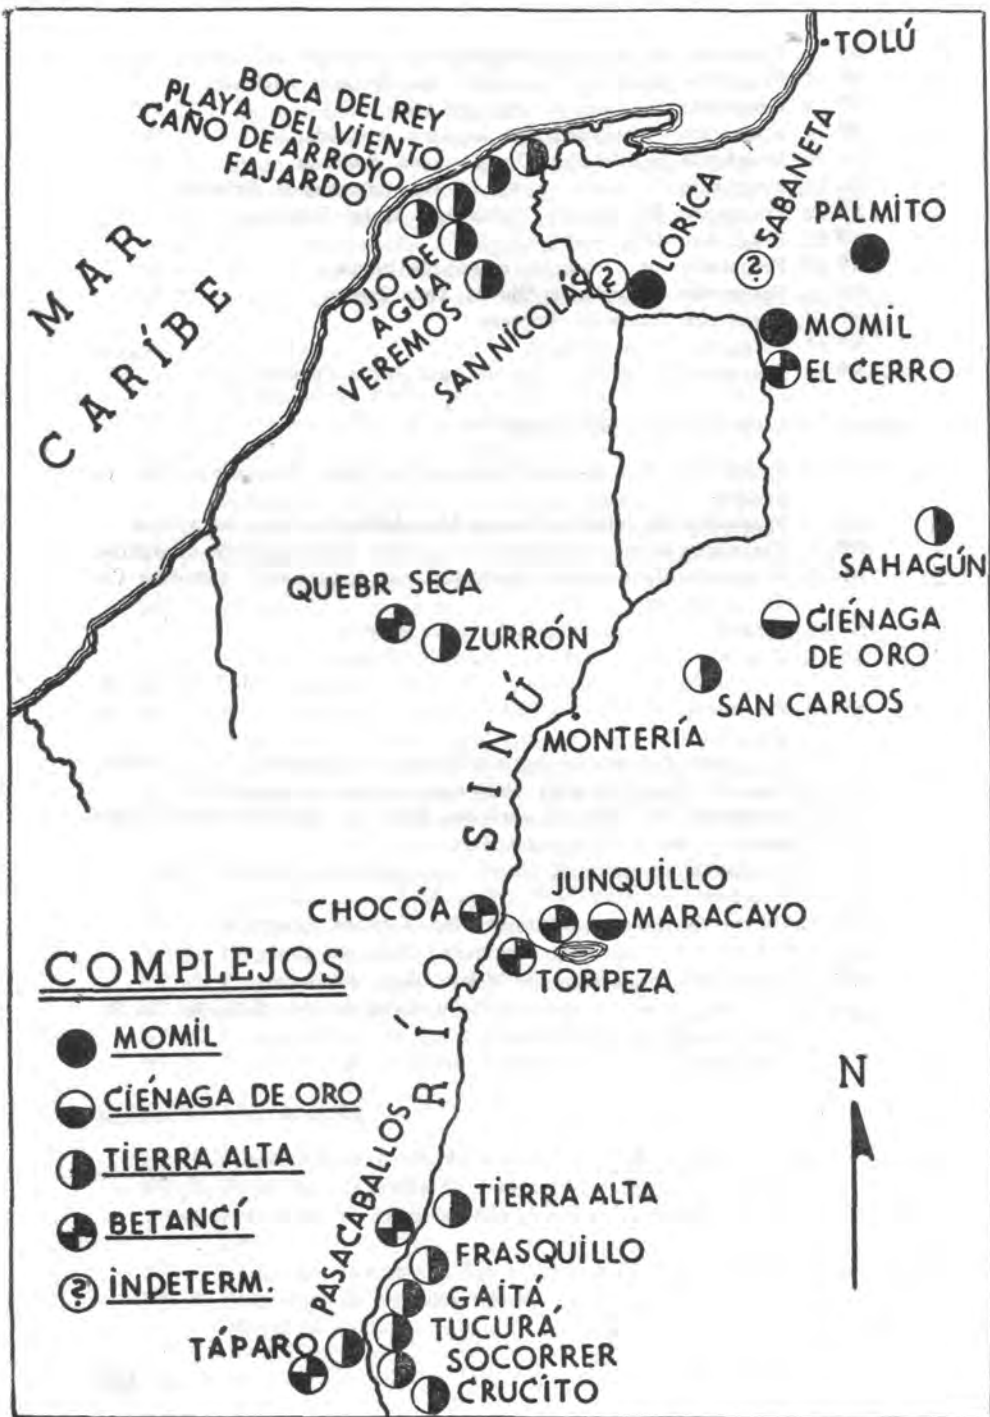 TOLÚ
BOCA DEL REY
PLAYA DEL VIENTO
CAÑO DE ARROYO
FAJARDO
OJO DE
AGUA
VEREMOS
SAN NICOLÁS
?
LORICA
?
SABANETA
PALMITO
MOMIL
EL CERRO
MAR
CARÍBE
SAHAGÚN
QUEBR SECA
ZURRÓN
CIÉNAGA
DE ORO
SAN CARLOS
MONTERÍA
RÍO SINÚ
CHOCÓA
JUNQUILLO
MARACAYO
TORPEZA
COMPLEJOS
MOMIL
CIÉNAGA DE ORO
TIERRA ALTA
BETANCÍ
? INDETERM.
N
PASACABALLOS
TIERRA ALTA
FRASQUILLO
GAITÁ
TUCURÁ
TÁPARO
SOCORRER
CRUCITO